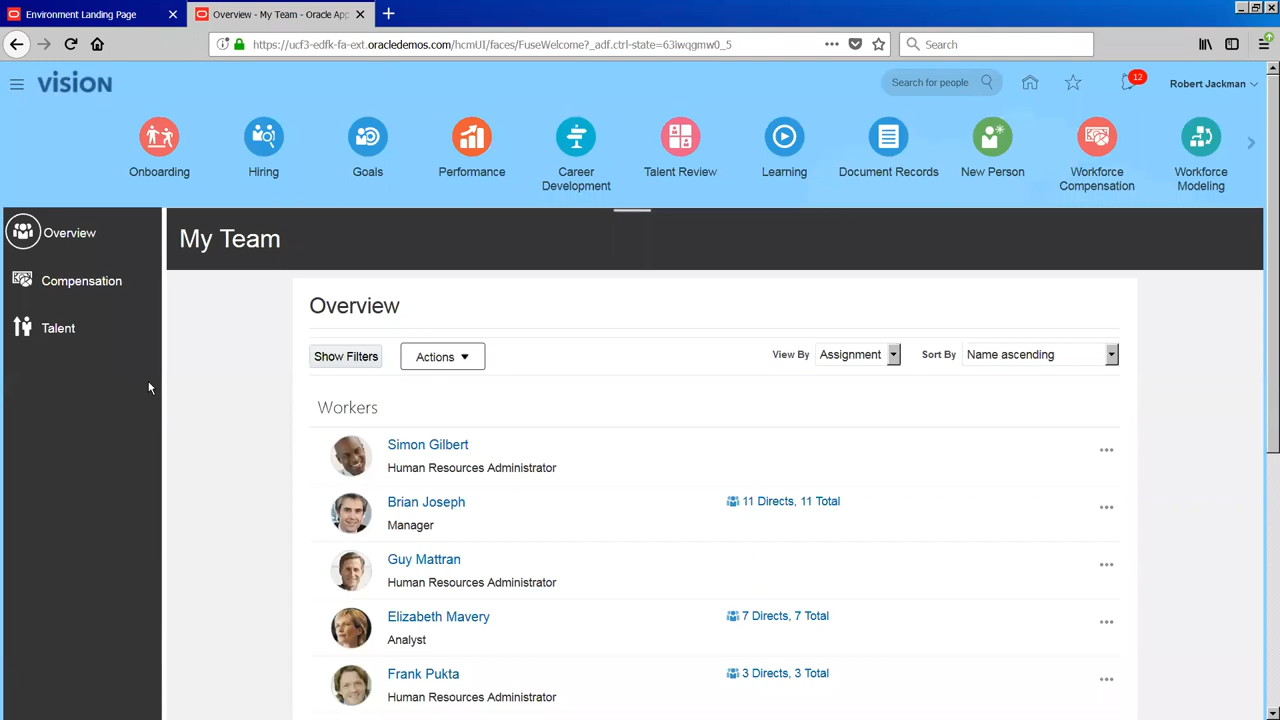 Environment Landing Page
Overview - My Team - Oracle App
https://ucf3-edfk-fa-ext.oracledemos.com/hcmUI/faces/FuseWelcome?_adf.ctrl-state=63iwqgmw0_5
Search
VISION
Search for people
12
Robert Jackman
Onboarding
Hiring
Goals
Performance
Career
Development
Talent Review
Learning
Document Records
New Person
Workforce
Compensation
Workforce
Modeling
Overview
Compensation
Talent
My Team
Overview
Show Filters
Actions
View By
Assignment
Sort By
Name ascending
Workers
Simon Gilbert
Human Resources Administrator
Brian Joseph
11 Directs, 11 Total
Manager
Guy Mattran
Human Resources Administrator
Elizabeth Mavery
7 Directs, 7 Total
Analyst
Frank Pukta
3 Directs, 3 Total
Human Resources Administrator